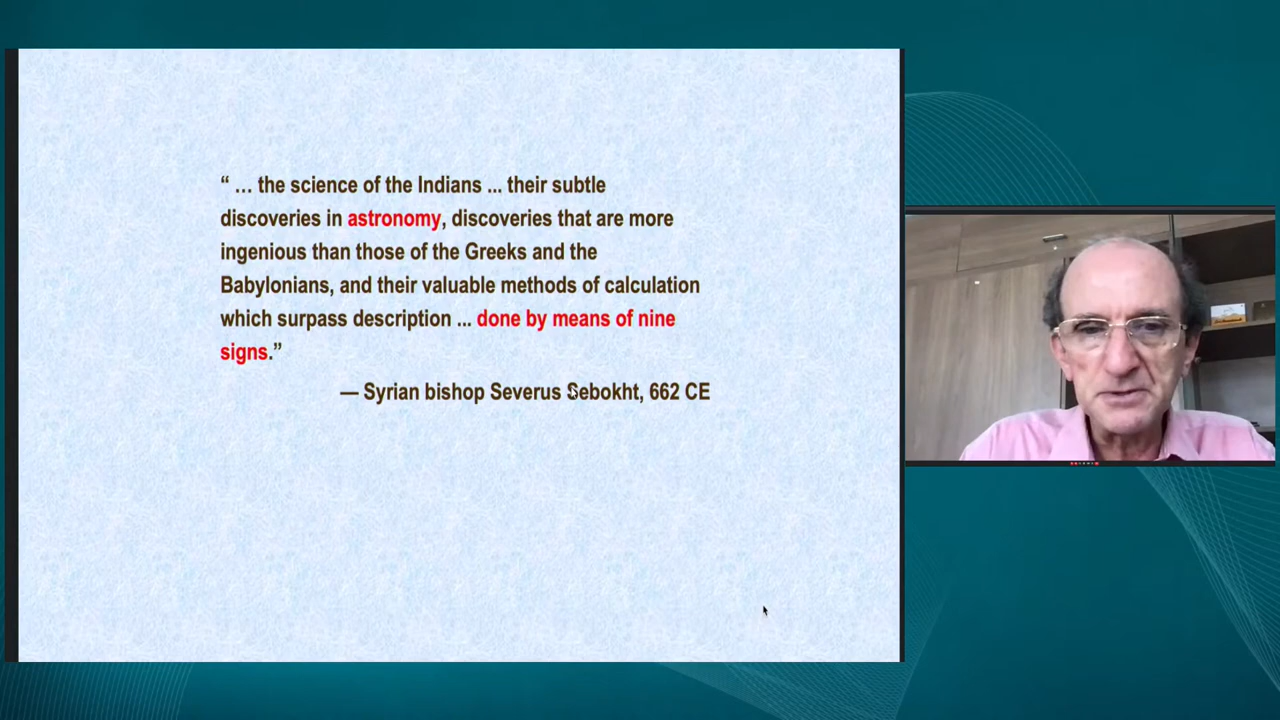 “ … the science of the Indians ... their subtle
discoveries in astronomy, discoveries that are more
ingenious than those of the Greeks and the
Babylonians, and their valuable methods of calculation
which surpass description ... done by means of nine
signs.”
— Syrian bishop Severus Sebokht, 662 CE